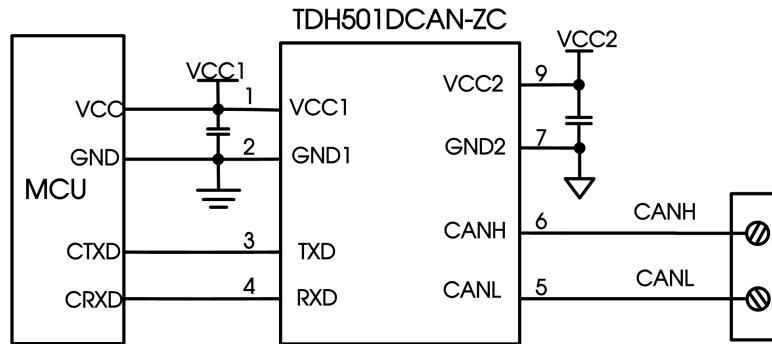 TDH501DCAN-ZC
VCC1
VCC2
VCC 1 VCC1
VCC2 9
GND 2 GND1
GND2 7
MCU
CTXD 3 TXD
CANH 6 CANH
CRXD 4 RXD
CANL 5 CANL